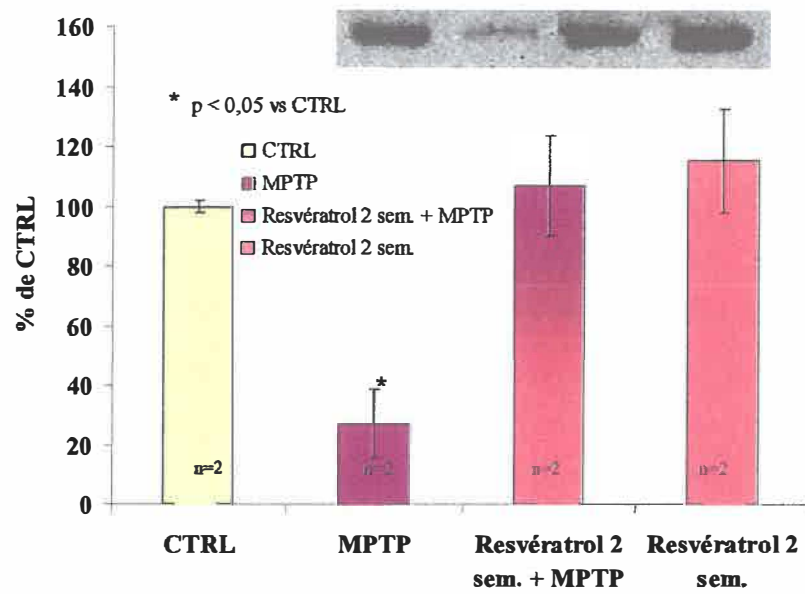 160
140
120
100
80
60
40
20
0
% de CTRL
* p < 0,05 vs CTRL
CTRL
MPTP
Resvératrol 2 sem. + MPTP
Resvératrol 2 sem.
*
n=2
n=2
n=2
n=2
CTRL
MPTP
Resvératrol 2
sem. + MPTP
Resvératrol 2
sem.